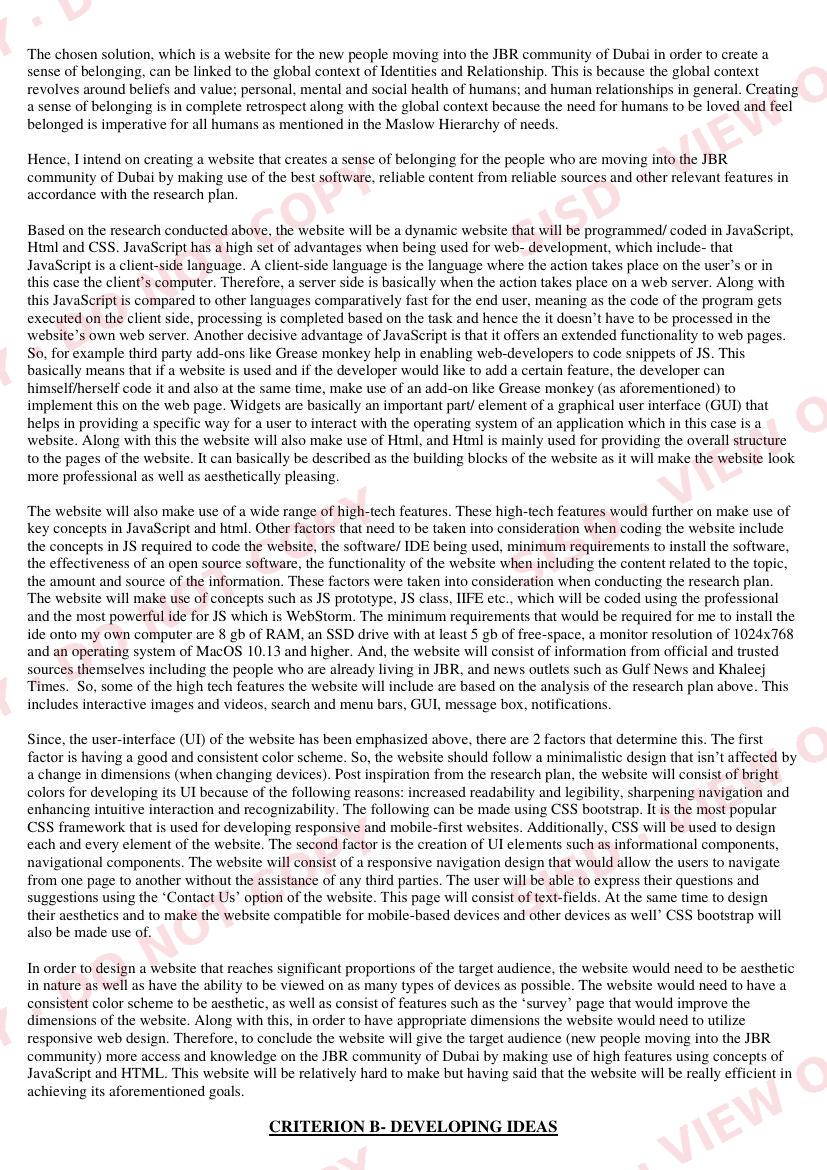 The chosen solution, which is a website for the new people moving into the JBR community of Dubai in order to create a
sense of belonging, can be linked to the global context of Identities and Relationship. This is because the global context
revolves around beliefs and value; personal, mental and social health of humans; and human relationships in general. Creating
a sense of belonging is in complete retrospect along with the global context because the need for humans to be loved and feel
belonged is imperative for all humans as mentioned in the Maslow Hierarchy of needs.
Hence, I intend on creating a website that creates a sense of belonging for the people who are moving into the JBR
community of Dubai by making use of the best software, reliable content from reliable sources and other relevant features in
accordance with the research plan.
Based on the research conducted above, the website will be a dynamic website that will be programmed/ coded in JavaScript,
Html and CSS. JavaScript has a high set of advantages when being used for web- development, which include- that
JavaScript is a client-side language. A client-side language is the language where the action takes place on the user’s or in
this case the client’s computer. Therefore, a server side is basically when the action takes place on a web server. Along with
this JavaScript is compared to other languages comparatively fast for the end user, meaning as the code of the program gets
executed on the client side, processing is completed based on the task and hence the it doesn’t have to be processed in the
website’s own web server. Another decisive advantage of JavaScript is that it offers an extended functionality to web pages.
So, for example third party add-ons like Grease monkey help in enabling web-developers to code snippets of JS. This
basically means that if a website is used and if the developer would like to add a certain feature, the developer can
himself/herself code it and also at the same time, make use of an add-on like Grease monkey (as aforementioned) to
implement this on the web page. Widgets are basically an important part/ element of a graphical user interface (GUI) that
helps in providing a specific way for a user to interact with the operating system of an application which in this case is a
website. Along with this the website will also make use of Html, and Html is mainly used for providing the overall structure
to the pages of the website. It can basically be described as the building blocks of the website as it will make the website look
more professional as well as aesthetically pleasing.
The website will also make use of a wide range of high-tech features. These high-tech features would further on make use of
key concepts in JavaScript and html. Other factors that need to be taken into consideration when coding the website include
the concepts in JS required to code the website, the software/ IDE being used, minimum requirements to install the software,
the effectiveness of an open source software, the functionality of the website when including the content related to the topic,
the amount and source of the information. These factors were taken into consideration when conducting the research plan.
The website will make use of concepts such as JS prototype, JS class, IIFE etc., which will be coded using the professional
and the most powerful ide for JS which is WebStorm. The minimum requirements that would be required for me to install the
ide onto my own computer are 8 gb of RAM, an SSD drive with at least 5 gb of free-space, a monitor resolution of 1024x768
and an operating system of MacOS 10.13 and higher. And, the website will consist of information from official and trusted
sources themselves including the people who are already living in JBR, and news outlets such as Gulf News and Khaleej
Times. So, some of the high tech features the website will include are based on the analysis of the research plan above. This
includes interactive images and videos, search and menu bars, GUI, message box, notifications.
Since, the user-interface (UI) of the website has been emphasized above, there are 2 factors that determine this. The first
factor is having a good and consistent color scheme. So, the website should follow a minimalistic design that isn’t affected by
a change in dimensions (when changing devices). Post inspiration from the research plan, the website will consist of bright
colors for developing its UI because of the following reasons: increased readability and legibility, sharpening navigation and
enhancing intuitive interaction and recognizability. The following can be made using CSS bootstrap. It is the most popular
CSS framework that is used for developing responsive and mobile-first websites. Additionally, CSS will be used to design
each and every element of the website. The second factor is the creation of UI elements such as informational components,
navigational components. The website will consist of a responsive navigation design that would allow the users to navigate
from one page to another without the assistance of any third parties. The user will be able to express their questions and
suggestions using the ‘Contact Us’ option of the website. This page will consist of text-fields. At the same time to design
their aesthetics and to make the website compatible for mobile-based devices and other devices as well’ CSS bootstrap will
also be made use of.
In order to design a website that reaches significant proportions of the target audience, the website would need to be aesthetic
in nature as well as have the ability to be viewed on as many types of devices as possible. The website would need to have a
consistent color scheme to be aesthetic, as well as consist of features such as the ‘survey’ page that would improve the
dimensions of the website. Along with this, in order to have appropriate dimensions the website would need to utilize
responsive web design. Therefore, to conclude the website will give the target audience (new people moving into the JBR
community) more access and knowledge on the JBR community of Dubai by making use of high features using concepts of
JavaScript and HTML. This website will be relatively hard to make but having said that the website will be really efficient in
achieving its aforementioned goals.
CRITERION B- DEVELOPING IDEAS
Y · DO NOT COPY
SISD · VIEW O
Y · DO NOT COPY
SISD · VIEW O
Y · DO NOT COPY
SISD · VIEW O